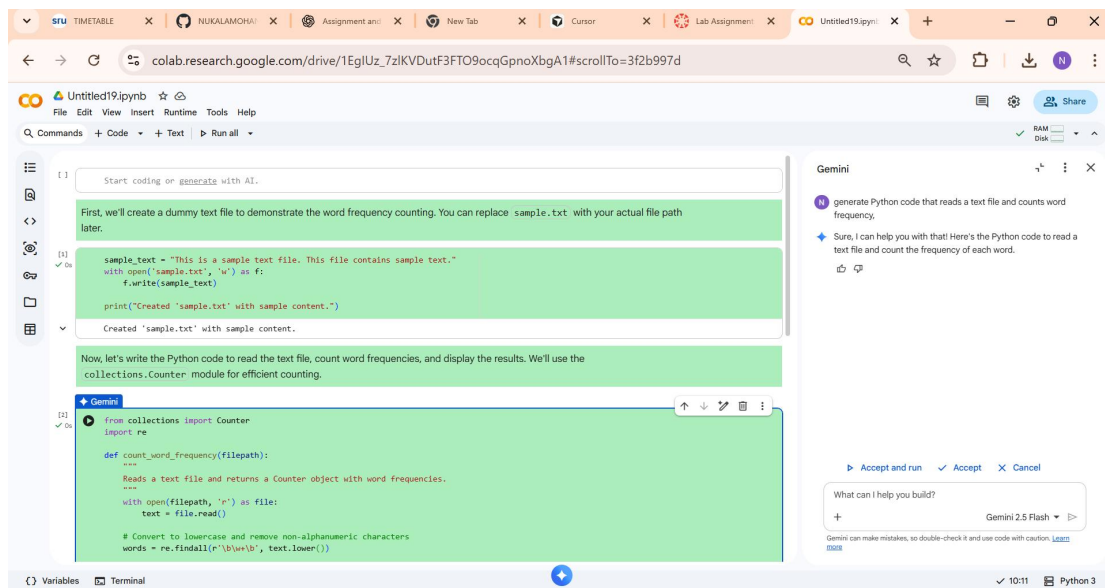 sru TIMETABLE
NUKALAMOHA
Assignment and
New Tab
Cursor
Lab Assignment
CO Untitled19.ipynb
colab.research.google.com/drive/1EgIUz_7zlKVDutF3FTO9ocqGpnoXbgA1#scrollTo=3f2b997d
N
CO Untitled19.ipynb
File Edit View Insert Runtime Tools Help
Share
Commands + Code + Text Run all
RAM
Disk
[ ] Start coding or generate with AI.
First, we'll create a dummy text file to demonstrate the word frequency counting. You can replace sample.txt with your actual file path
later.
[1] sample_text = "This is a sample text file. This file contains sample text."
0s with open('sample.txt', 'w') as f:
f.write(sample_text)
print("Created 'sample.txt' with sample content.")
Created 'sample.txt' with sample content.
Now, let's write the Python code to read the text file, count word frequencies, and display the results. We'll use the
collections.Counter module for efficient counting.
Gemini
[2] from collections import Counter
0s import re
def count_word_frequency(filepath):
"""
Reads a text file and returns a Counter object with word frequencies.
"""
with open(filepath, 'r') as file:
text = file.read()
# Convert to lowercase and remove non-alphanumeric characters
words = re.findall(r'\b\w+\b', text.lower())
Gemini
N generate Python code that reads a text file and counts word
frequency,
Sure, I can help you with that! Here's the Python code to read a
text file and count the frequency of each word.
Accept and run Accept Cancel
What can I help you build?
+ Gemini 2.5 Flash
Gemini can make mistakes, so double-check it and use code with caution. Learn
more
{} Variables Terminal
10:11 Python 3